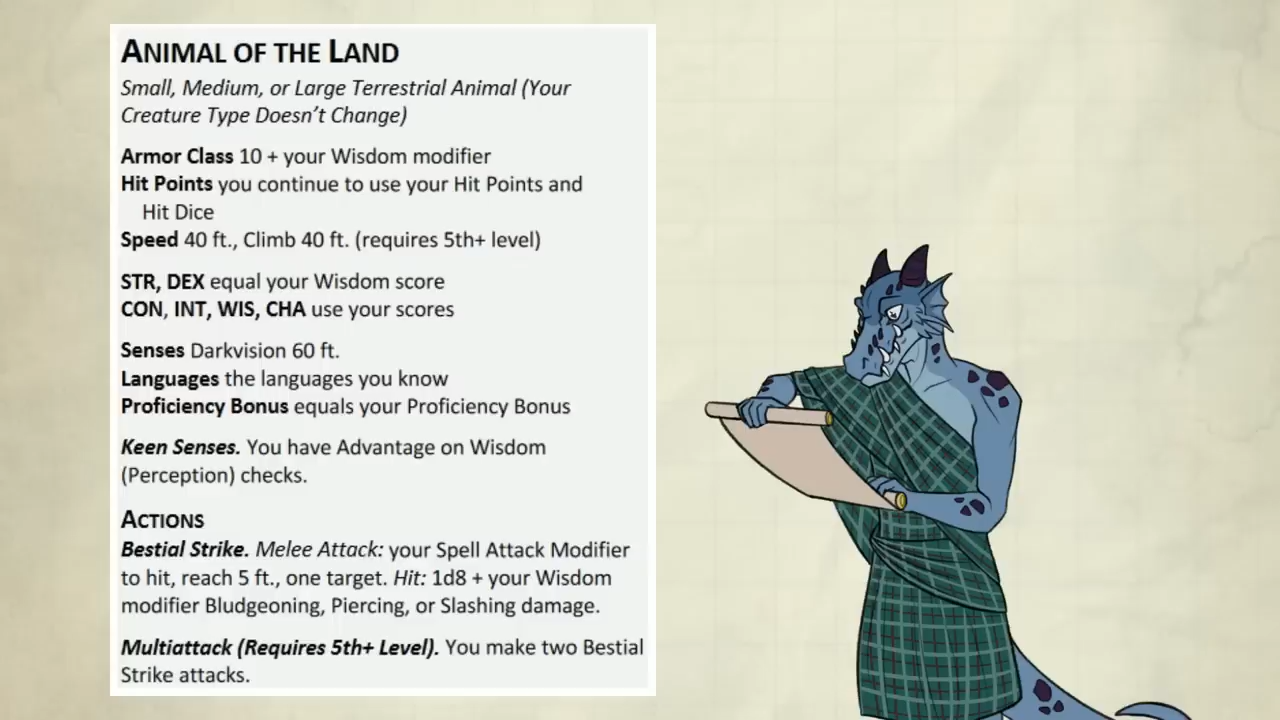 ANIMAL OF THE LAND
Small, Medium, or Large Terrestrial Animal (Your
Creature Type Doesn't Change)
Armor Class 10 + your Wisdom modifier
Hit Points you continue to use your Hit Points and
Hit Dice
Speed 40 ft., Climb 40 ft. (requires 5th+ level)
STR, DEX equal your Wisdom score
CON, INT, WIS, CHA use your scores
Senses Darkvision 60 ft.
Languages the languages you know
Proficiency Bonus equals your Proficiency Bonus
Keen Senses. You have Advantage on Wisdom
(Perception) checks.
ACTIONS
Bestial Strike. Melee Attack: your Spell Attack Modifier
to hit, reach 5 ft., one target. Hit: 1d8 + your Wisdom
modifier Bludgeoning, Piercing, or Slashing damage.
Multiattack (Requires 5th+ Level). You make two Bestial
Strike attacks.